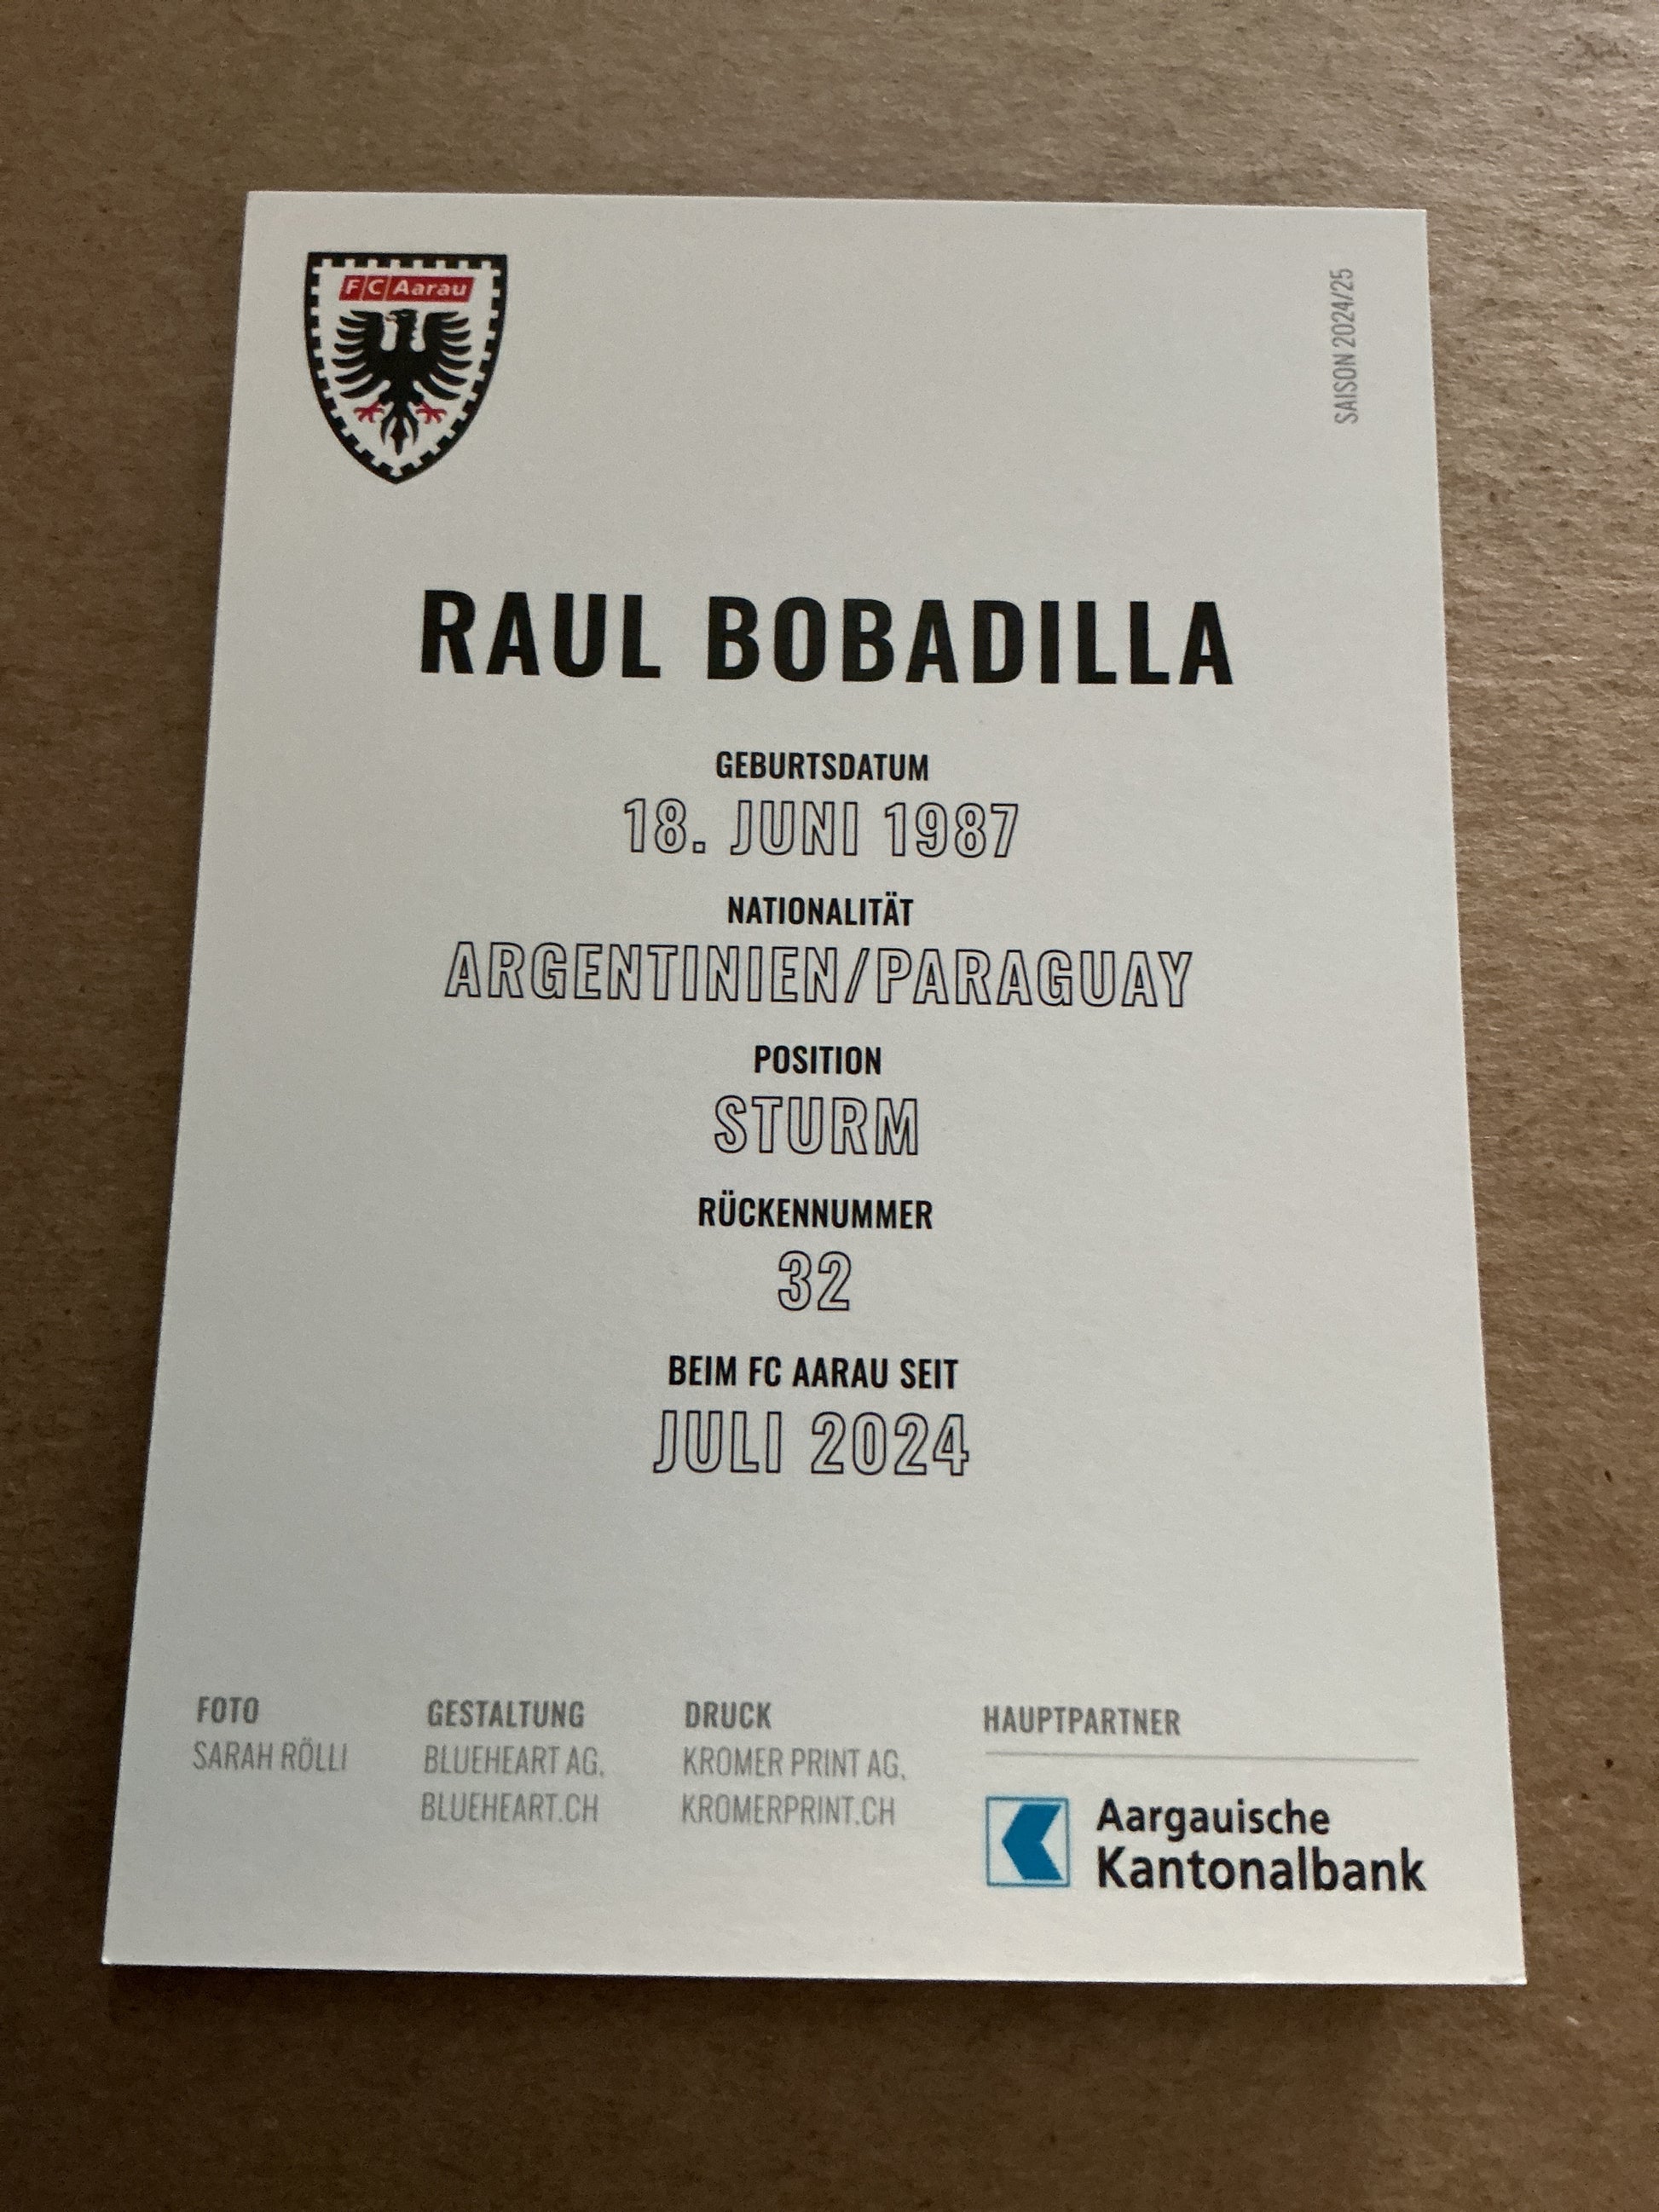 FC Aarau
SAISON 2024/25
RAUL BOBADILLA
GEBURTSDATUM
18. JUNI 1987
NATIONALITÄT
ARGENTINIEN/PARAGUAY
POSITION
STURM
RÜCKENNUMMER
32
BEIM FC AARAU SEIT
JULI 2024
FOTO
SARAH RÖLLI
GESTALTUNG
BLUEHEART AG,
BLUEHEART.CH
DRUCK
KROMER PRINT AG,
KROMERPRINT.CH
HAUPTPARTNER
Aargauische
Kantonalbank